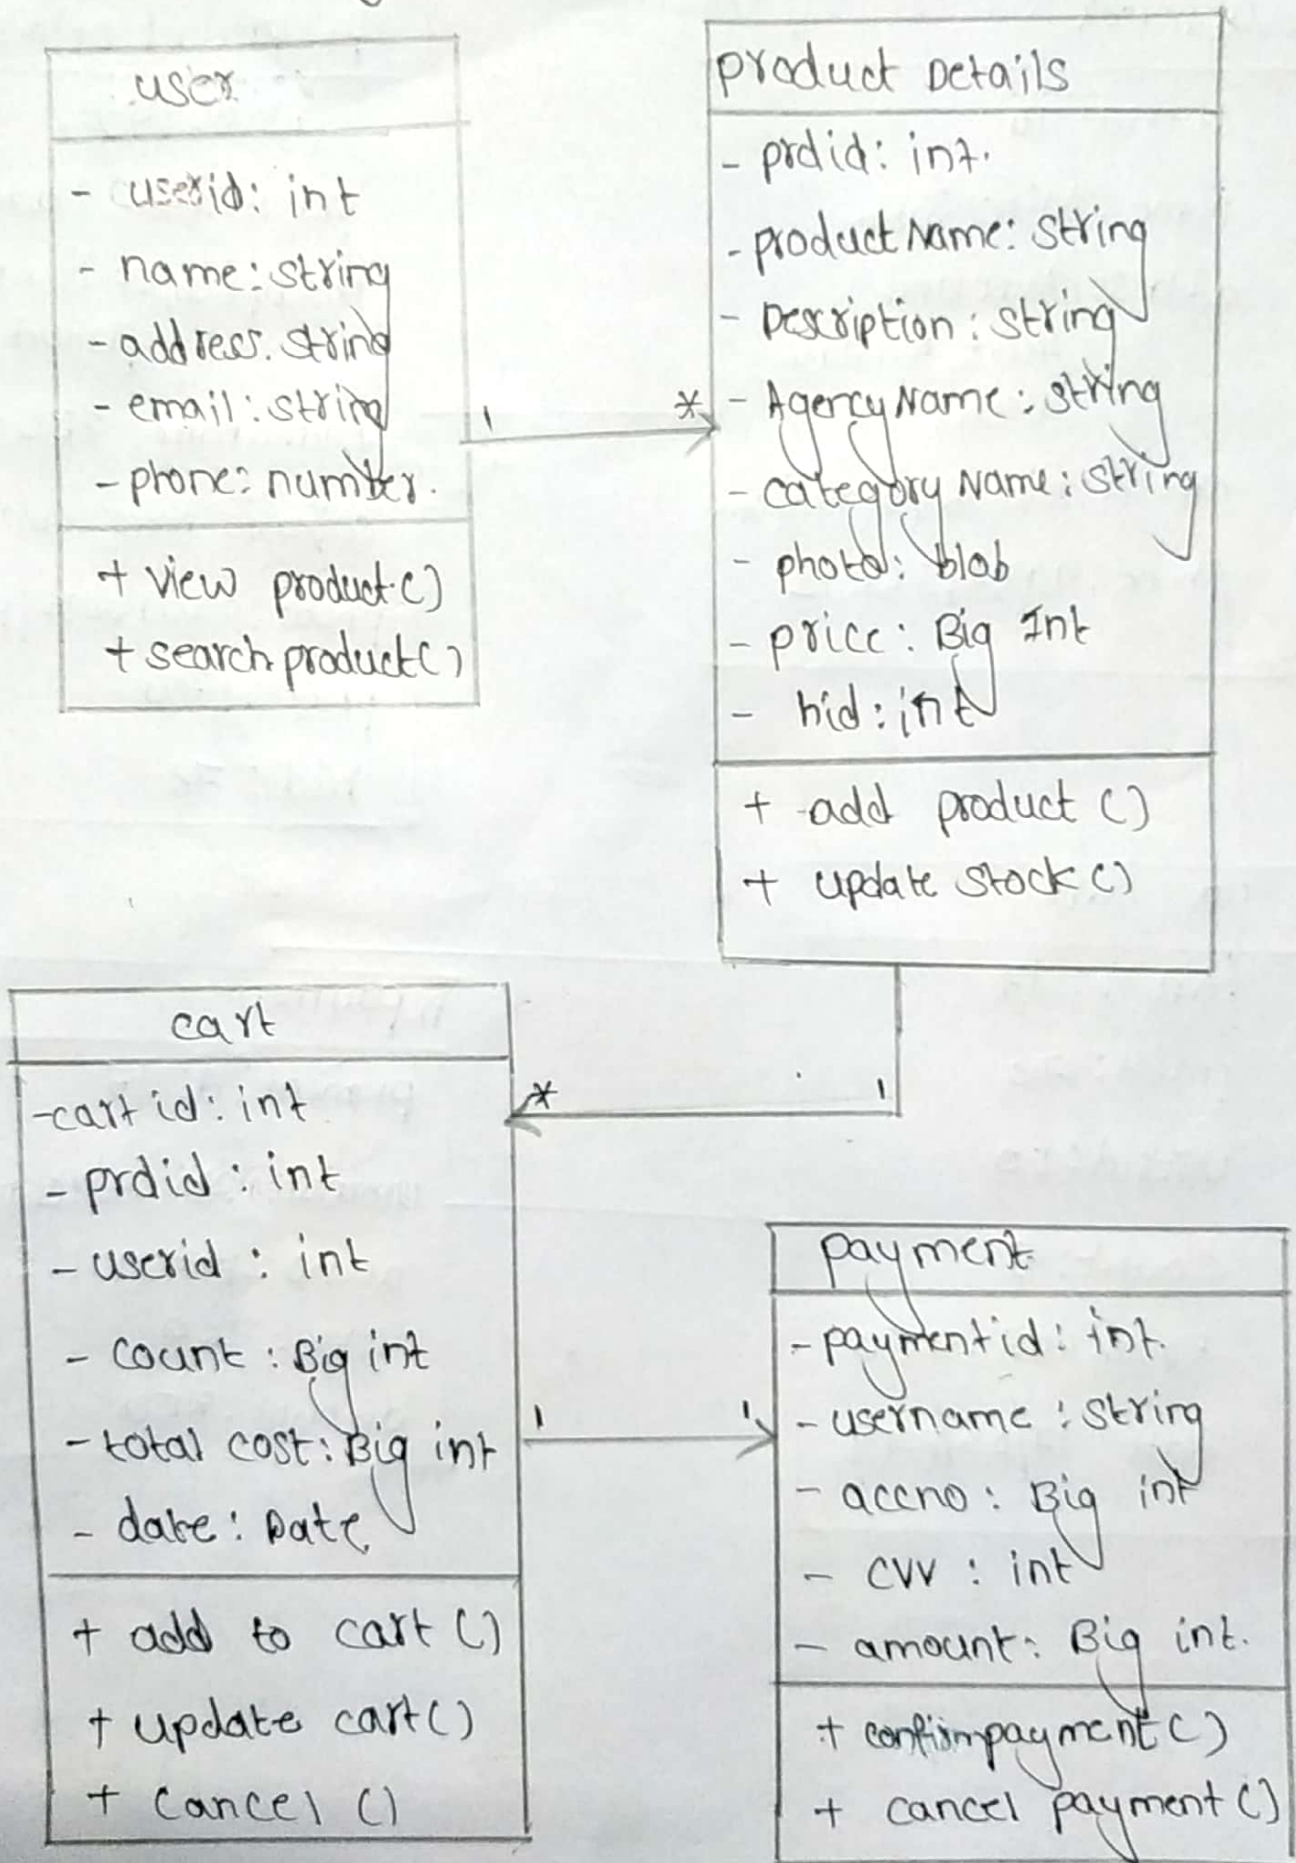 user
- userid: int
- name: string
- address. string
- email: string
- phone: number.
+ view product()
+ search product()
1
*
product Details
- prdid: int.
- product Name: string
- Description: string
- Agency Name: string
- category Name: string
- photo: blob
- price: Big Int
- hid: int
+ add product ()
+ update stock ()
*
1
cart
- cart id: int
- prdid: int
- userid: int
- count: Big int
- total cost: Big int
- date: Date
+ add to cart ()
+ update cart()
+ cancel ()
1
1
payment
- payment id: int.
- username: string
- accno: Big int
- cvv: int
- amount: Big int.
+ confirmpayment()
+ cancel payment ()